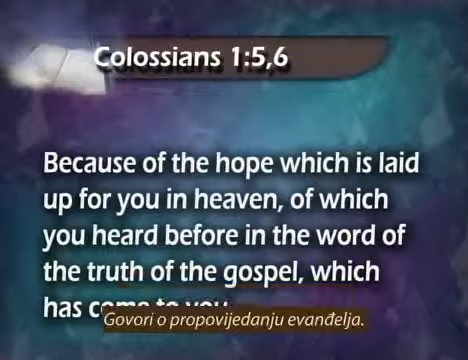 Colossians 1:5,6
Because of the hope which is laid
up for you in heaven, of which
you heard before in the word of
the truth of the gospel, which
has come to you
Govori o propovijedanju evanđelja.